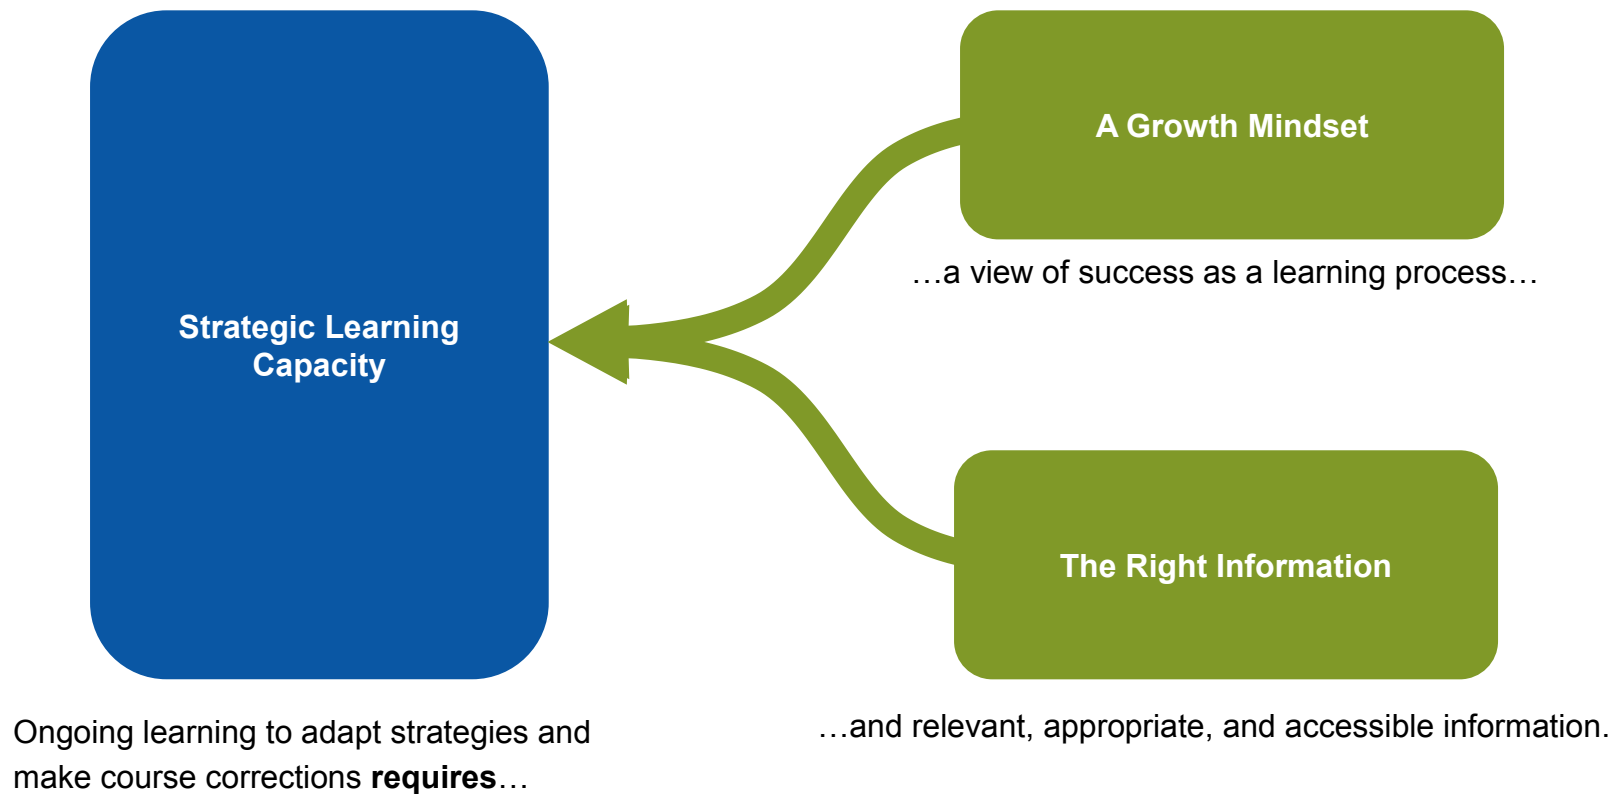 Strategic Learning
Capacity
Ongoing learning to adapt strategies and
make course corrections requires…
A Growth Mindset
…a view of success as a learning process…
The Right Information
…and relevant, appropriate, and accessible information.